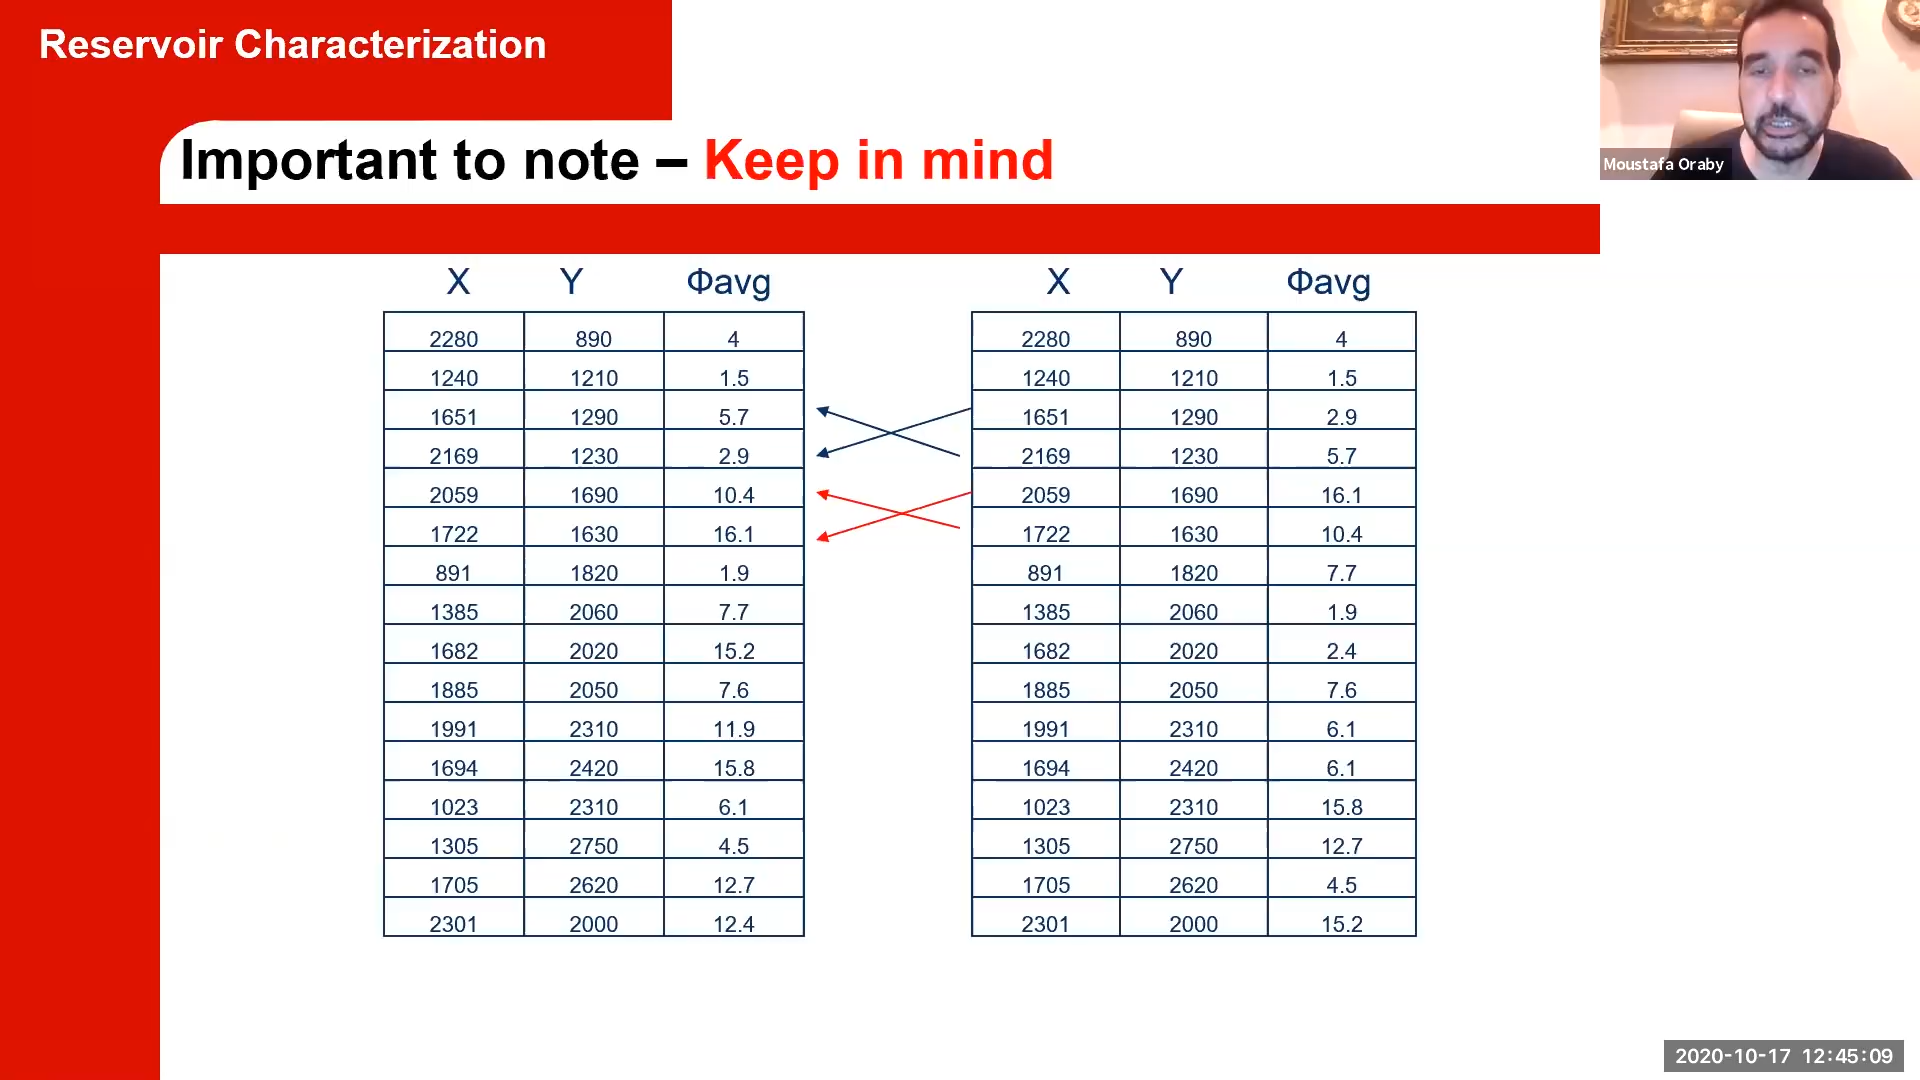 Reservoir Characterization
Moustafa Oraby
Important to note – Keep in mind
X Y Φavg
2280 890 4
1240 1210 1.5
1651 1290 5.7
2169 1230 2.9
2059 1690 10.4
1722 1630 16.1
891 1820 1.9
1385 2060 7.7
1682 2020 15.2
1885 2050 7.6
1991 2310 11.9
1694 2420 15.8
1023 2310 6.1
1305 2750 4.5
1705 2620 12.7
2301 2000 12.4
X Y Φavg
2280 890 4
1240 1210 1.5
1651 1290 2.9
2169 1230 5.7
2059 1690 16.1
1722 1630 10.4
891 1820 7.7
1385 2060 1.9
1682 2020 2.4
1885 2050 7.6
1991 2310 6.1
1694 2420 6.1
1023 2310 15.8
1305 2750 12.7
1705 2620 4.5
2301 2000 15.2
2020-10-17 12:45:09